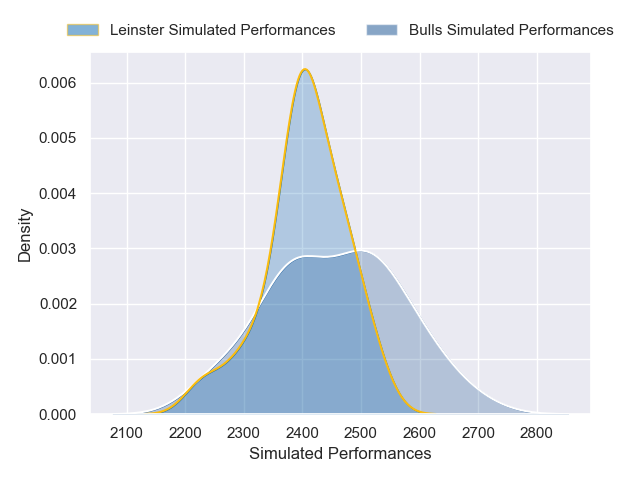 Leinster Simulated Performances Bulls Simulated Performances
0.006
0.005
0.004
0.003
0.002
0.001
0.000
Density
2100 2200 2300 2400 2500 2600 2700 2800
Simulated Performances